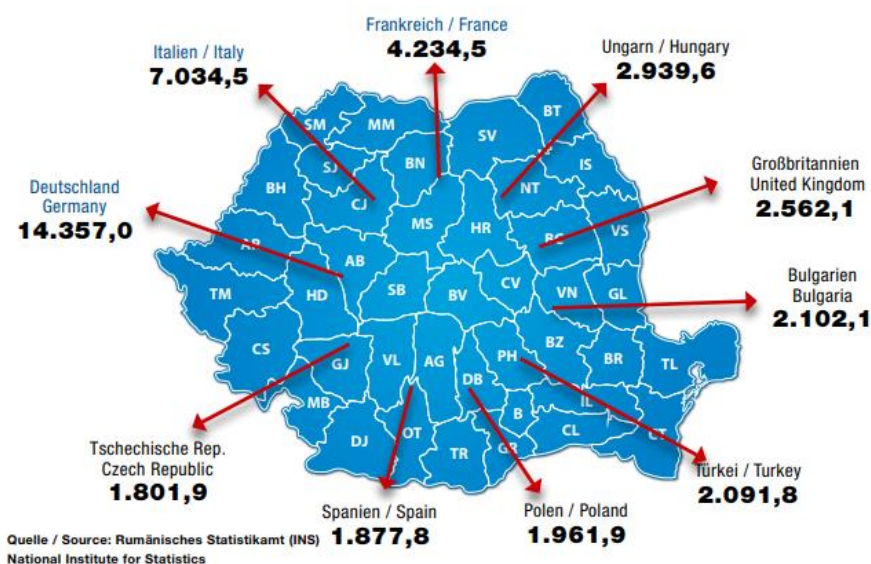 Frankreich / France
4.234,5
Italien / Italy
7.034,5
Ungarn / Hungary
2.939,6
Großbritannien
United Kingdom
2.562,1
Deutschland
Germany
14.357,0
Bulgarien
Bulgaria
2.102,1
SM
MM
SV
BT
SJ
BN
IS
BH
NT
CJ
MS
HR
BC
VS
AR
AB
TM
HD
SB
BV
CV
VN
GL
CS
GJ
VL
AG
PH
BZ
BR
TL
MB
DB
B
IL
DJ
OT
TR
GR
CL
CT
Tschechische Rep.
Czech Republic
1.801,9
Türkei / Turkey
2.091,8
Spanien / Spain
1.877,8
Polen / Poland
1.961,9
Quelle / Source: Rumänisches Statistikamt (INS)
National Institute for Statistics